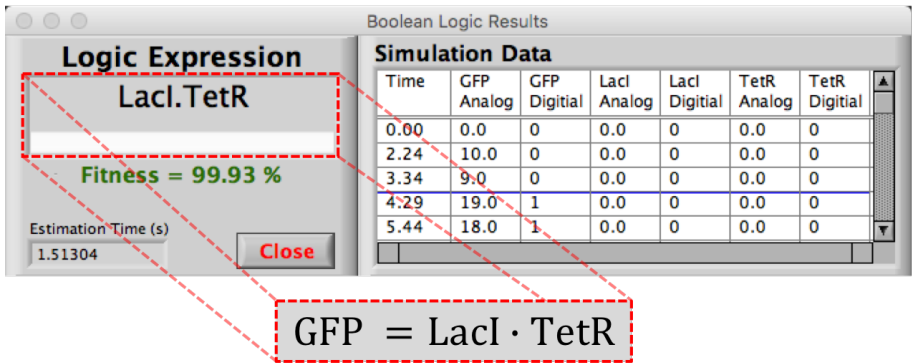 Boolean Logic Results
Logic Expression
LacI.TetR
Fitness = 99.93 %
Estimation Time (s)
1.51304
Close
Simulation Data
Time GFP Analog GFP Digitial LacI Analog LacI Digitial TetR Analog TetR Digitial
0.00 0.0 0 0.0 0 0.0 0
2.24 10.0 0 0.0 0 0.0 0
3.34 9.0 0 0.0 0 0.0 0
4.29 19.0 1 0.0 0 0.0 0
5.44 18.0 1 0.0 0 0.0 0
GFP = LacI · TetR